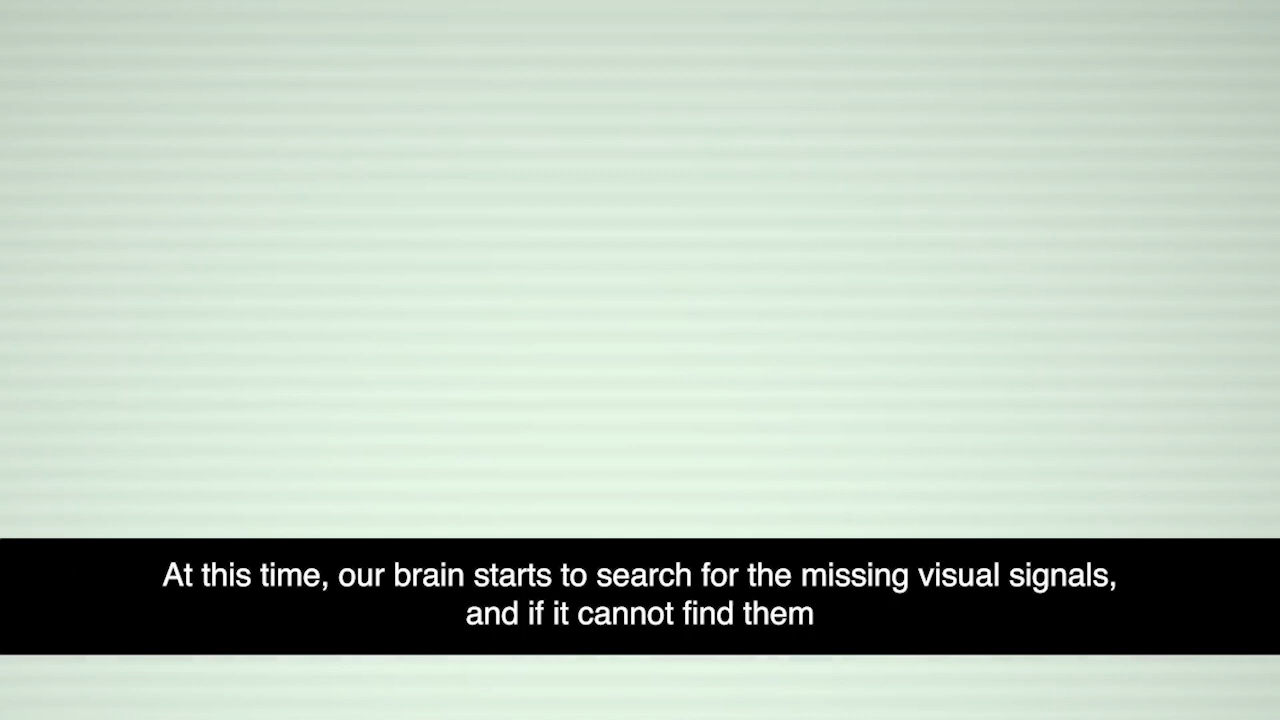 At this time, our brain starts to search for the missing visual signals,
and if it cannot find them